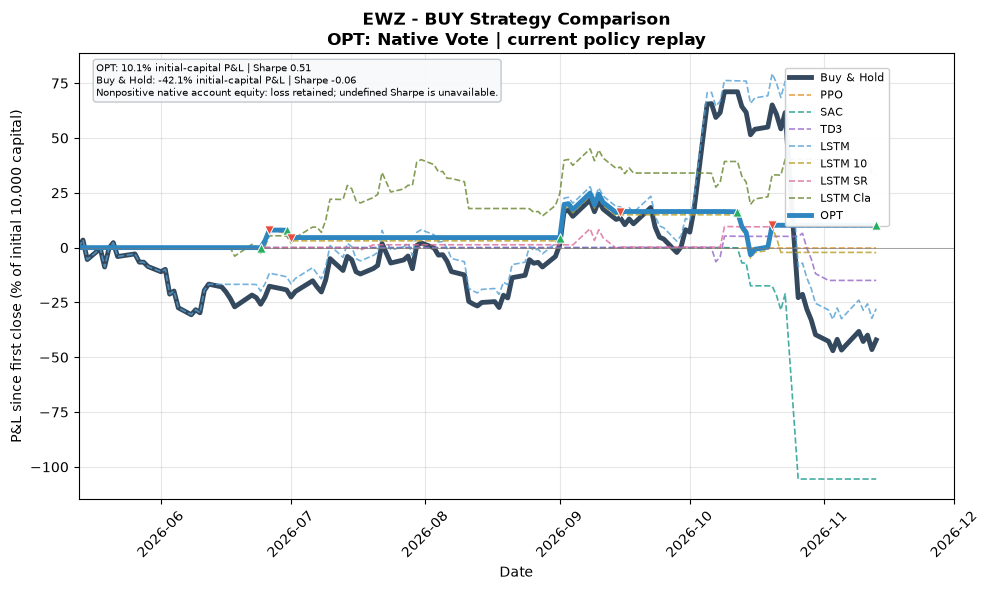 EWZ - BUY Strategy Comparison
OPT: Native Vote | current policy replay
OPT: 10.1% initial-capital P&L | Sharpe 0.51
Buy & Hold: -42.1% initial-capital P&L | Sharpe -0.06
Nonpositive native account equity: loss retained; undefined Sharpe is unavailable.
Buy & Hold
PPO
SAC
TD3
LSTM
LSTM 10
LSTM SR
LSTM Cla
OPT
P&L since first close (% of initial 10,000 capital)
75
50
25
0
−25
−50
−75
−100
2026-06
2026-07
2026-08
2026-09
2026-10
2026-11
2026-12
Date